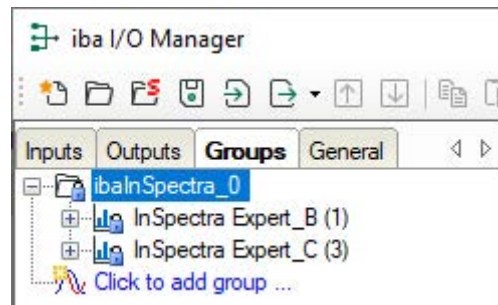 iba I/O Manager
Inputs Outputs Groups General
ibaInSpectra_0
InSpectra Expert_B (1)
InSpectra Expert_C (3)
Click to add group ...